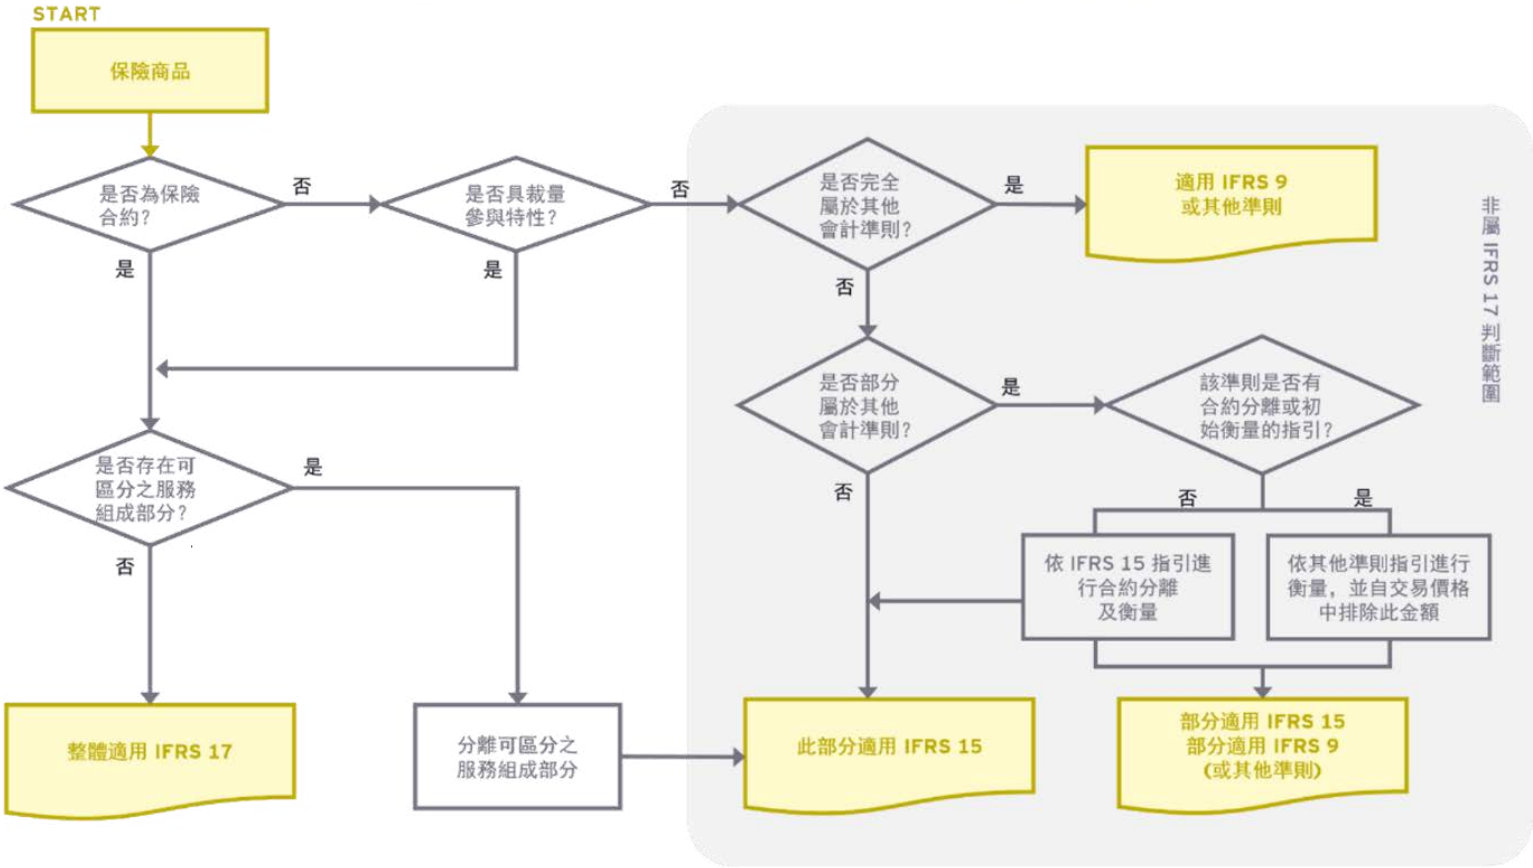 START
保險商品
是否為保險
合約?
否
是否具裁量
參與特性?
否
是否完全
屬於其他
會計準則?
是
適用 IFRS 9
或其他準則
非屬 IFRS 17 判斷範圍
是
是
否
是否部分
屬於其他
會計準則?
是
該準則是否有
合約分離或初
始衡量的指引?
是否存在可
區分之服務
組成部分?
是
否
否
是
否
依 IFRS 15 指引進
行合約分離
及衡量
依其他準則指引進行
衡量，並自交易價格
中排除此金額
整體適用 IFRS 17
分離可區分之
服務組成部分
此部分適用 IFRS 15
部分適用 IFRS 15
部分適用 IFRS 9
(或其他準則)